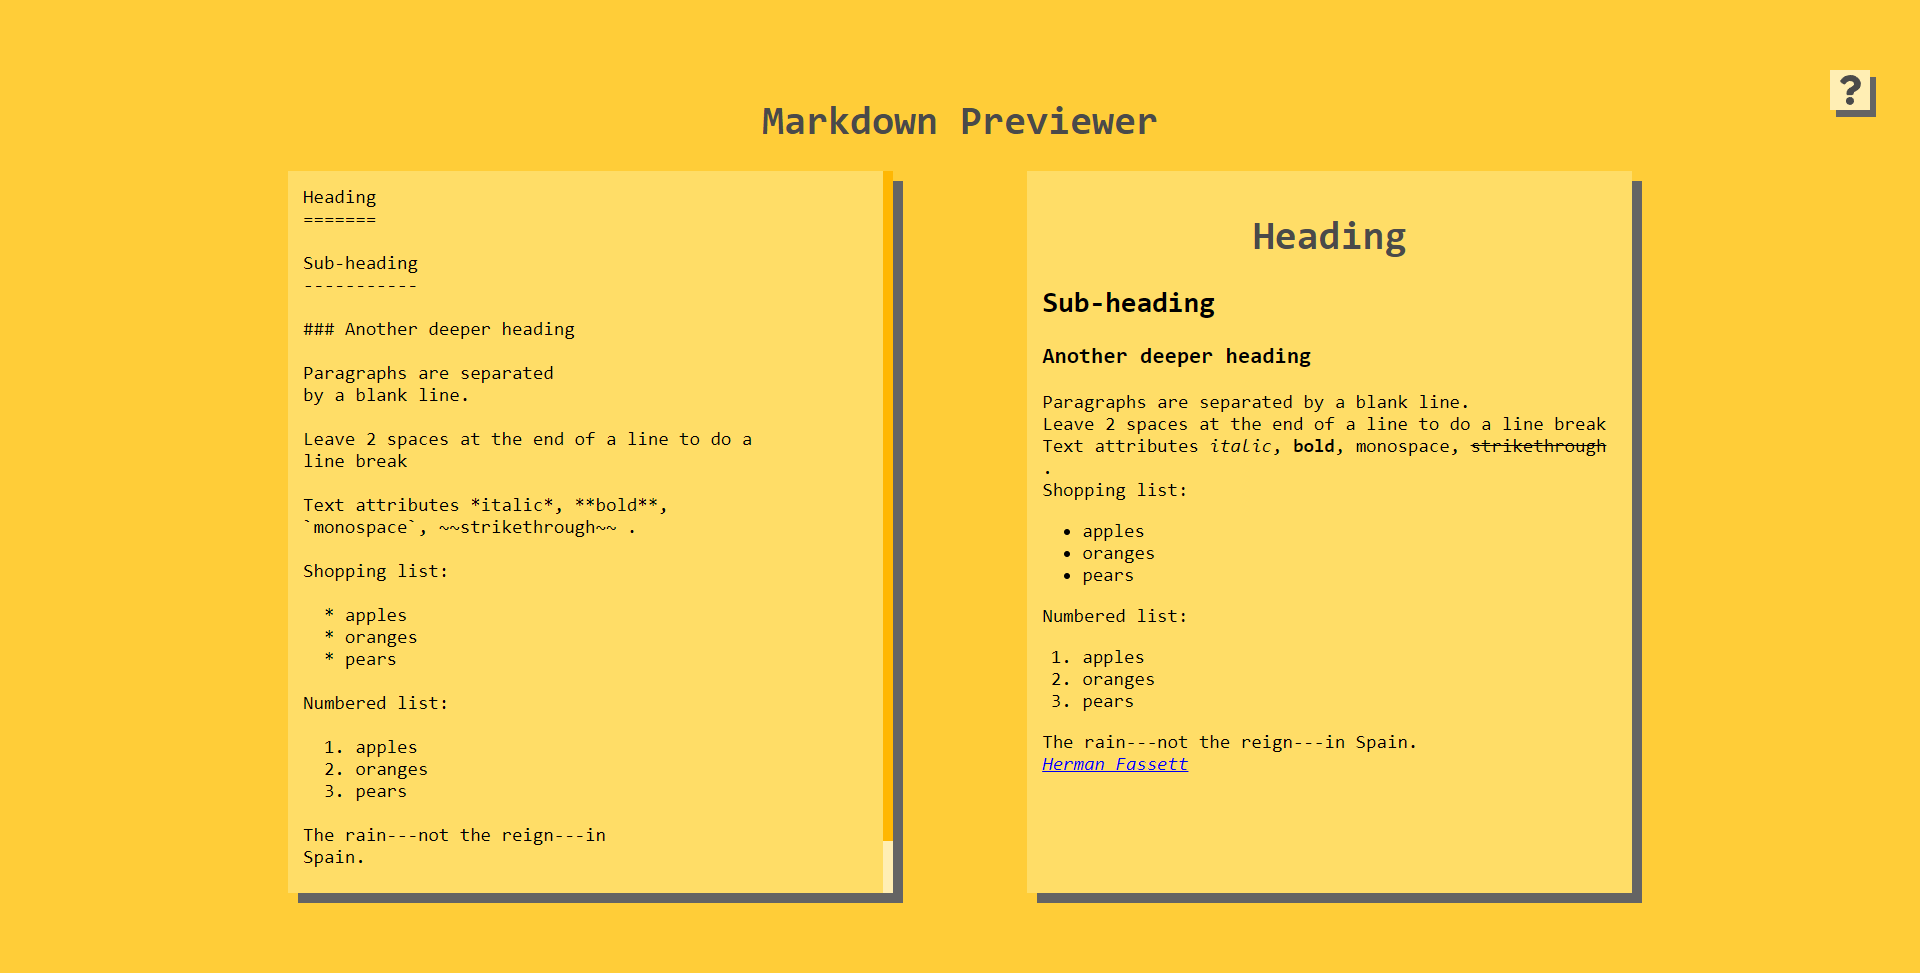 ?
Markdown Previewer
Heading
=======
Sub-heading
-----------
### Another deeper heading
Paragraphs are separated
by a blank line.
Leave 2 spaces at the end of a line to do a
line break
Text attributes *italic*, **bold**,
`monospace`, ~~strikethrough~~ .
Shopping list:
* apples
* oranges
* pears
Numbered list:
1. apples
2. oranges
3. pears
The rain---not the reign---in
Spain.
Heading
Sub-heading
Another deeper heading
Paragraphs are separated by a blank line.
Leave 2 spaces at the end of a line to do a line break
Text attributes italic, bold, monospace, strikethrough
.
Shopping list:
• apples
• oranges
• pears
Numbered list:
1. apples
2. oranges
3. pears
The rain---not the reign---in Spain.
Herman Fassett